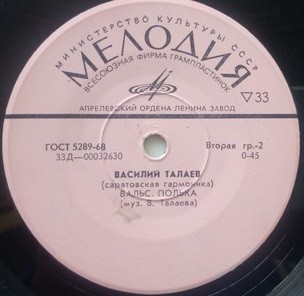 МИНИСТЕРСТВО КУЛЬТУРЫ СССР
МЕЛОДИЯ
ВСЕСОЮЗНАЯ ФИРМА ГРАМПЛАСТИНОК
▽33
АПРЕЛЕВСКИЙ ОРДЕНА ЛЕНИНА ЗАВОД
ГОСТ 5289-68
33Д—00032630
Вторая гр.-2
0-45
ВАСИЛИЙ ТАЛАЕВ
(саратовская гармоника)
ВАЛЬС. ПОЛЬКА
(муз. В. Талаева)